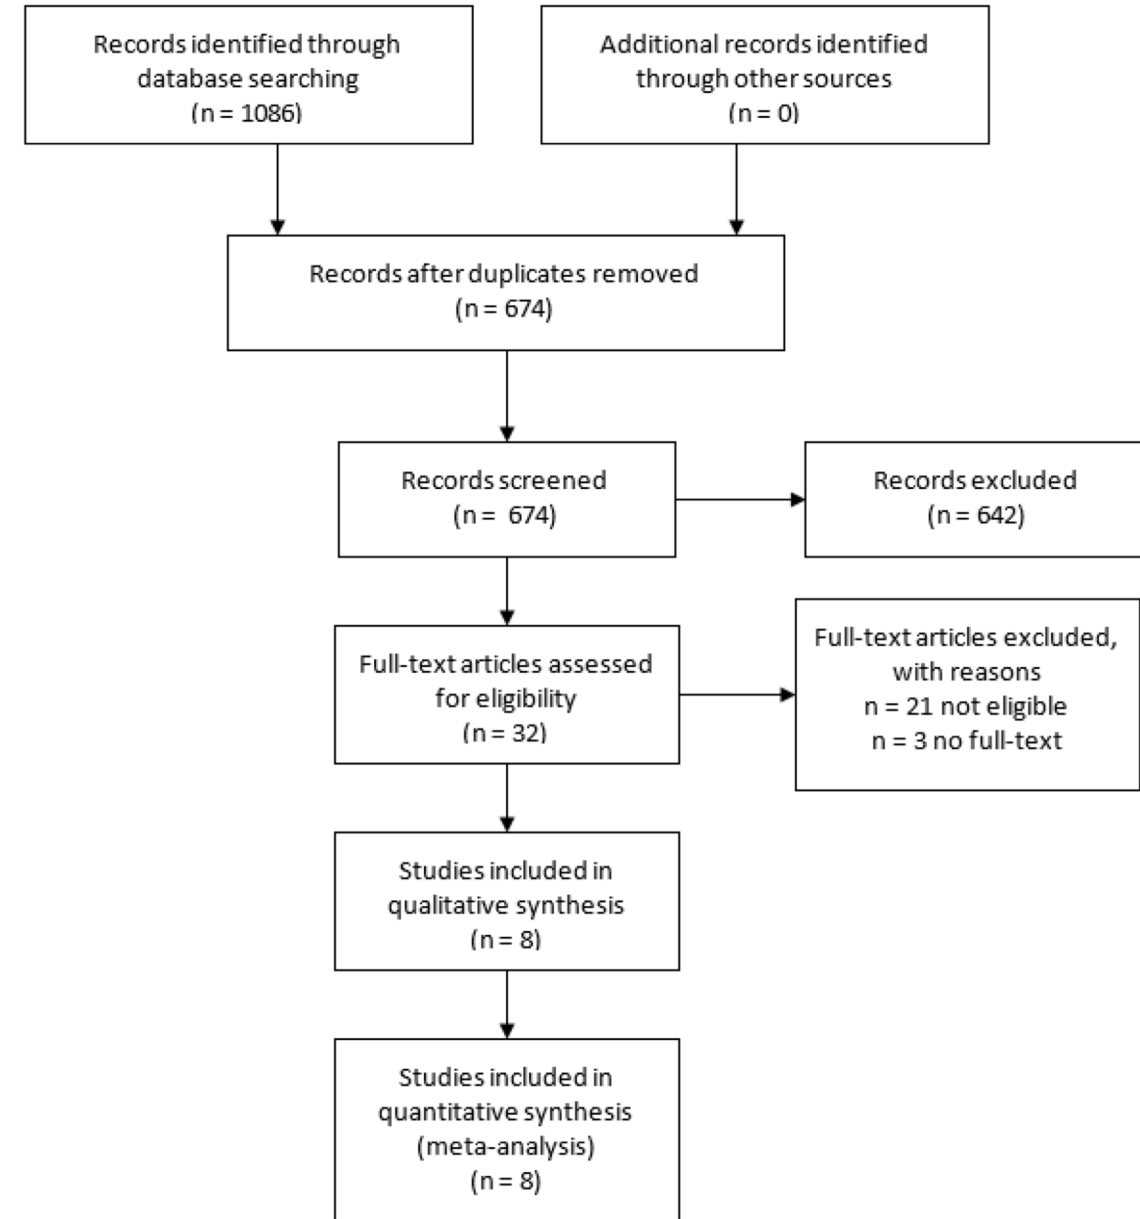 Records identified through
database searching
(n = 1086)
Additional records identified
through other sources
(n = 0)
Records after duplicates removed
(n = 674)
Records screened
(n =  674)
Records excluded
(n = 642)
Full-text articles assessed
for eligibility
(n = 32)
Full-text articles excluded,
with reasons
n = 21 not eligible
n = 3 no full-text
Studies included in
qualitative synthesis
(n = 8)
Studies included in
quantitative synthesis
(meta-analysis)
(n = 8)